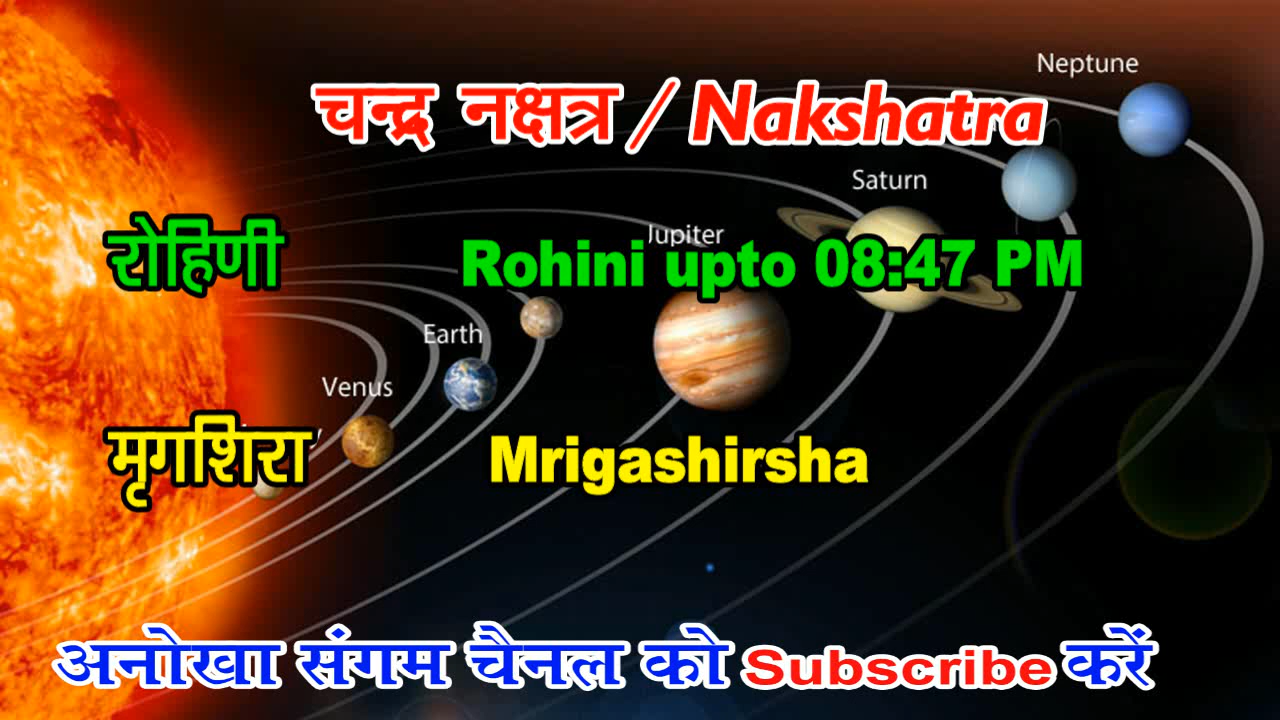 Neptune
चन्द्र नक्षत्र / Nakshatra
Saturn
Jupiter
रोहिणी Rohini upto 08:47 PM
Earth
Venus
मृगशिरा Mrigashirsha
अनोखा संगम चैनल को Subscribe करें